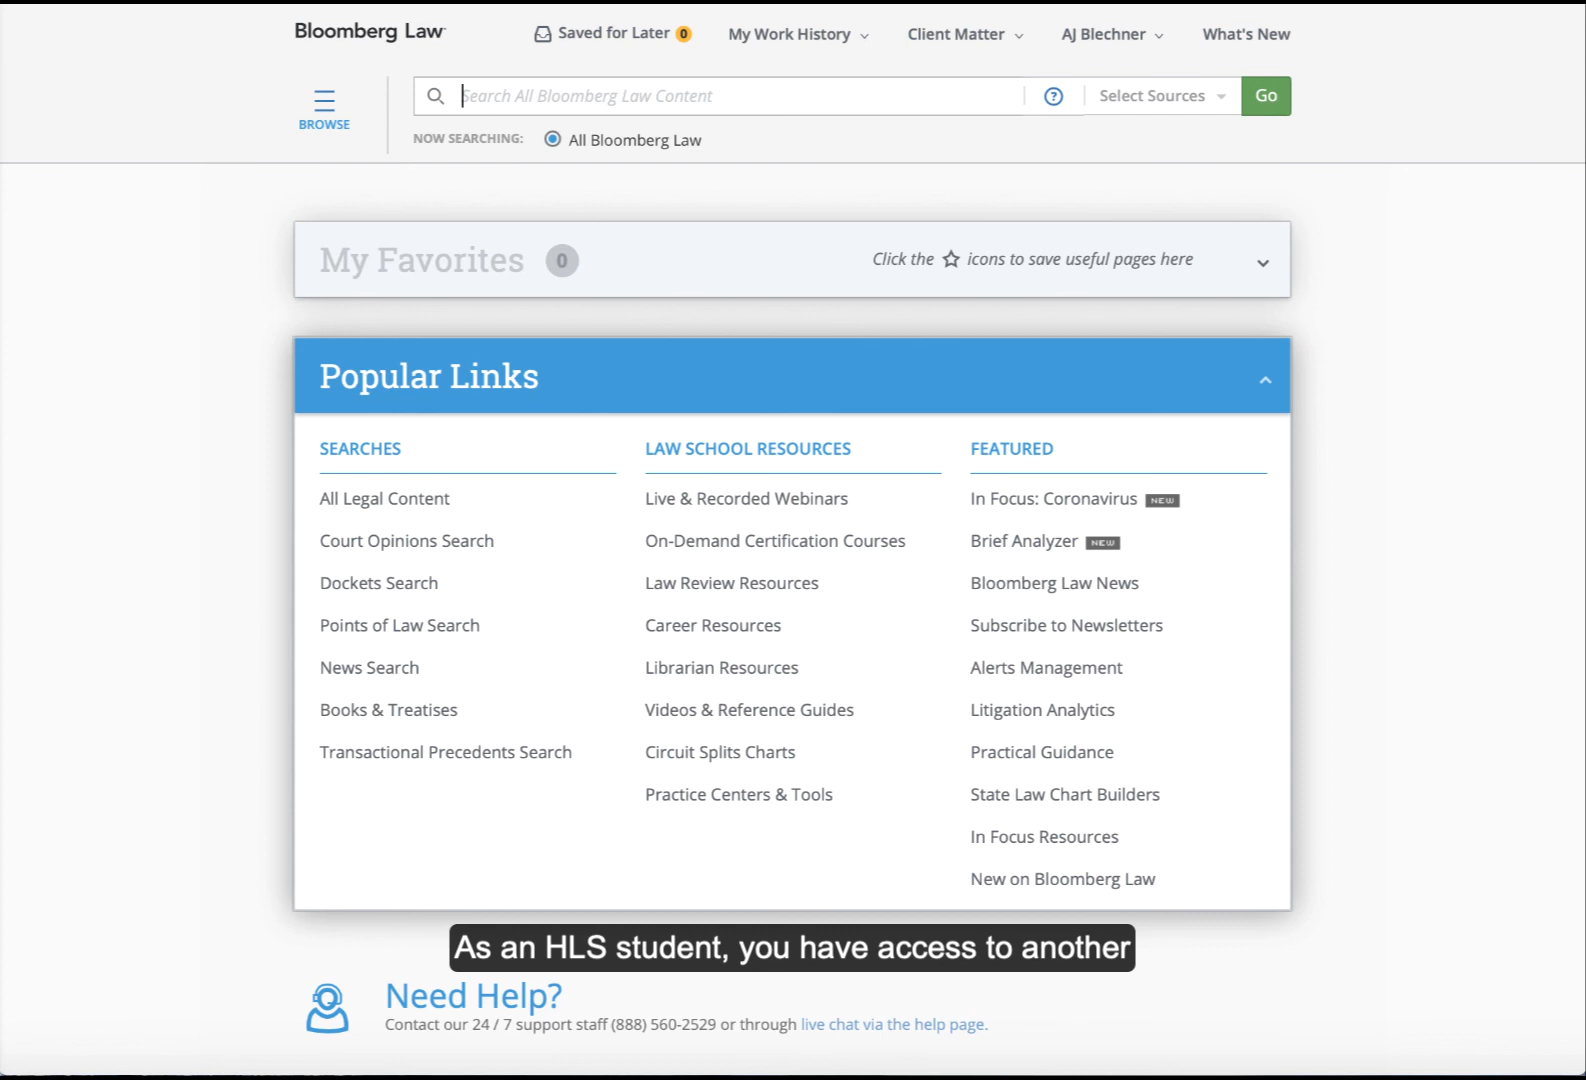 Bloomberg Law
Saved for Later 0
My Work History
Client Matter
AJ Blechner
What's New
BROWSE
Search All Bloomberg Law Content
?
Select Sources
Go
NOW SEARCHING:
All Bloomberg Law
My Favorites 0
Click the icons to save useful pages here
Popular Links
SEARCHES
All Legal Content
Court Opinions Search
Dockets Search
Points of Law Search
News Search
Books & Treatises
Transactional Precedents Search
LAW SCHOOL RESOURCES
Live & Recorded Webinars
On-Demand Certification Courses
Law Review Resources
Career Resources
Librarian Resources
Videos & Reference Guides
Circuit Splits Charts
Practice Centers & Tools
FEATURED
In Focus: Coronavirus NEW
Brief Analyzer NEW
Bloomberg Law News
Subscribe to Newsletters
Alerts Management
Litigation Analytics
Practical Guidance
State Law Chart Builders
In Focus Resources
New on Bloomberg Law
As an HLS student, you have access to another
Need Help?
Contact our 24 / 7 support staff (888) 560-2529 or through live chat via the help page.